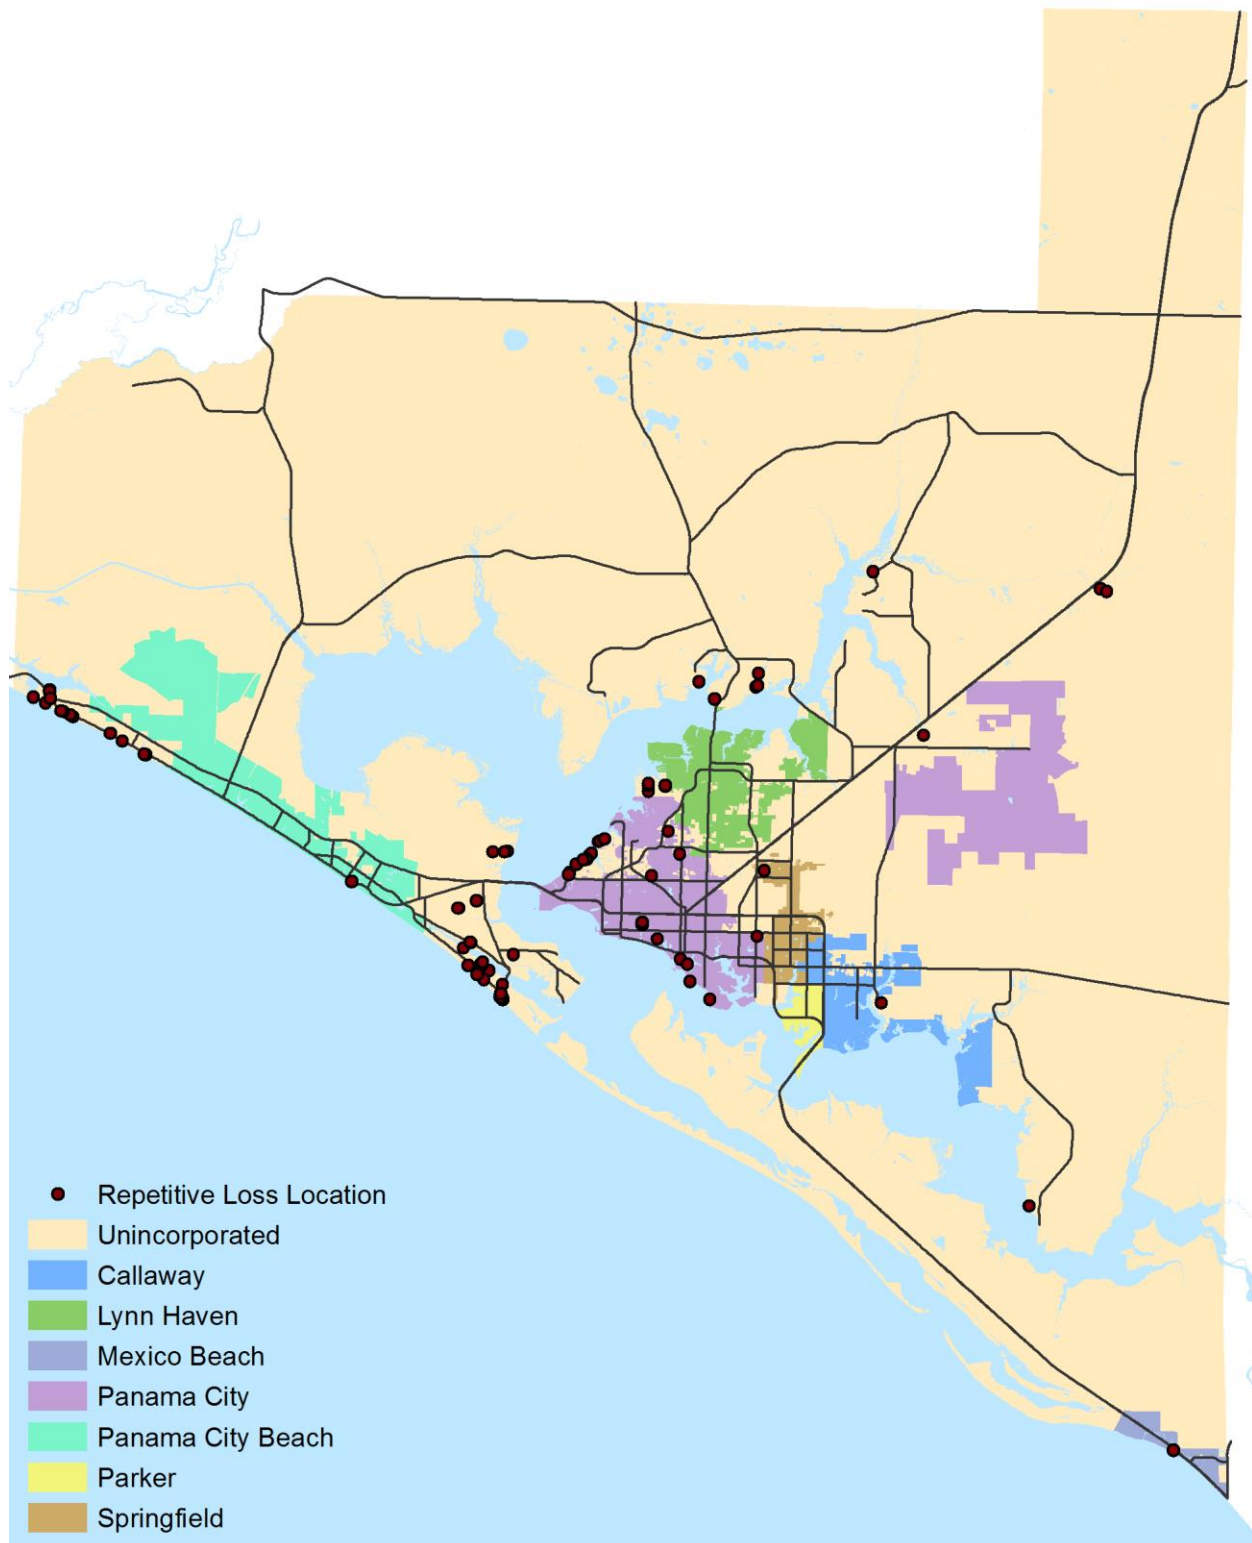 Repetitive Loss Location
Unincorporated
Callaway
Lynn Haven
Mexico Beach
Panama City
Panama City Beach
Parker
Springfield